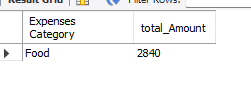 Result Grid Filter Rows:
Expenses
Category total_Amount
Food 2840